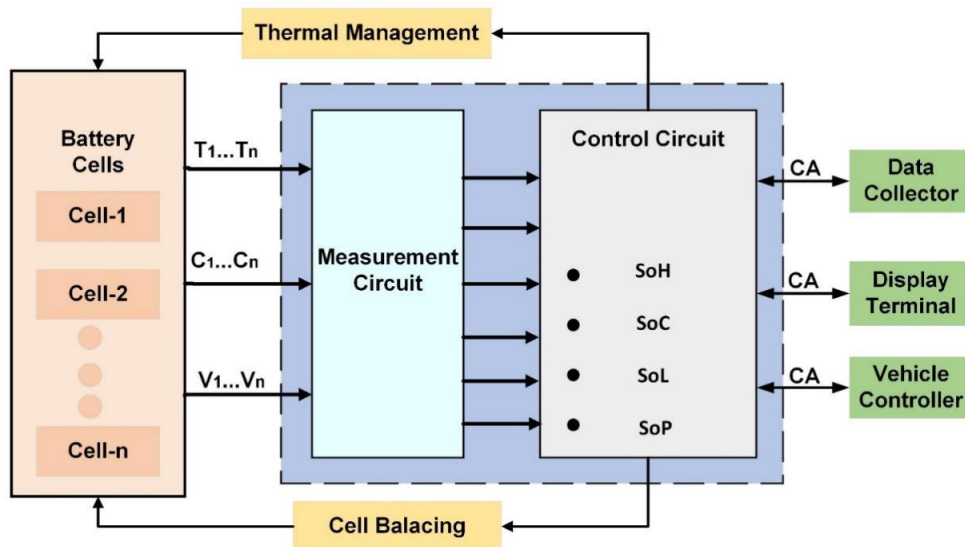 Thermal Management
Battery
Cells
Cell-1
Cell-2
Cell-n
T1...Tn
C1...Cn
V1...Vn
Measurement
Circuit
Control Circuit
SoH
SoC
SoL
SoP
CA
Data
Collector
CA
Display
Terminal
CA
Vehicle
Controller
Cell Balacing